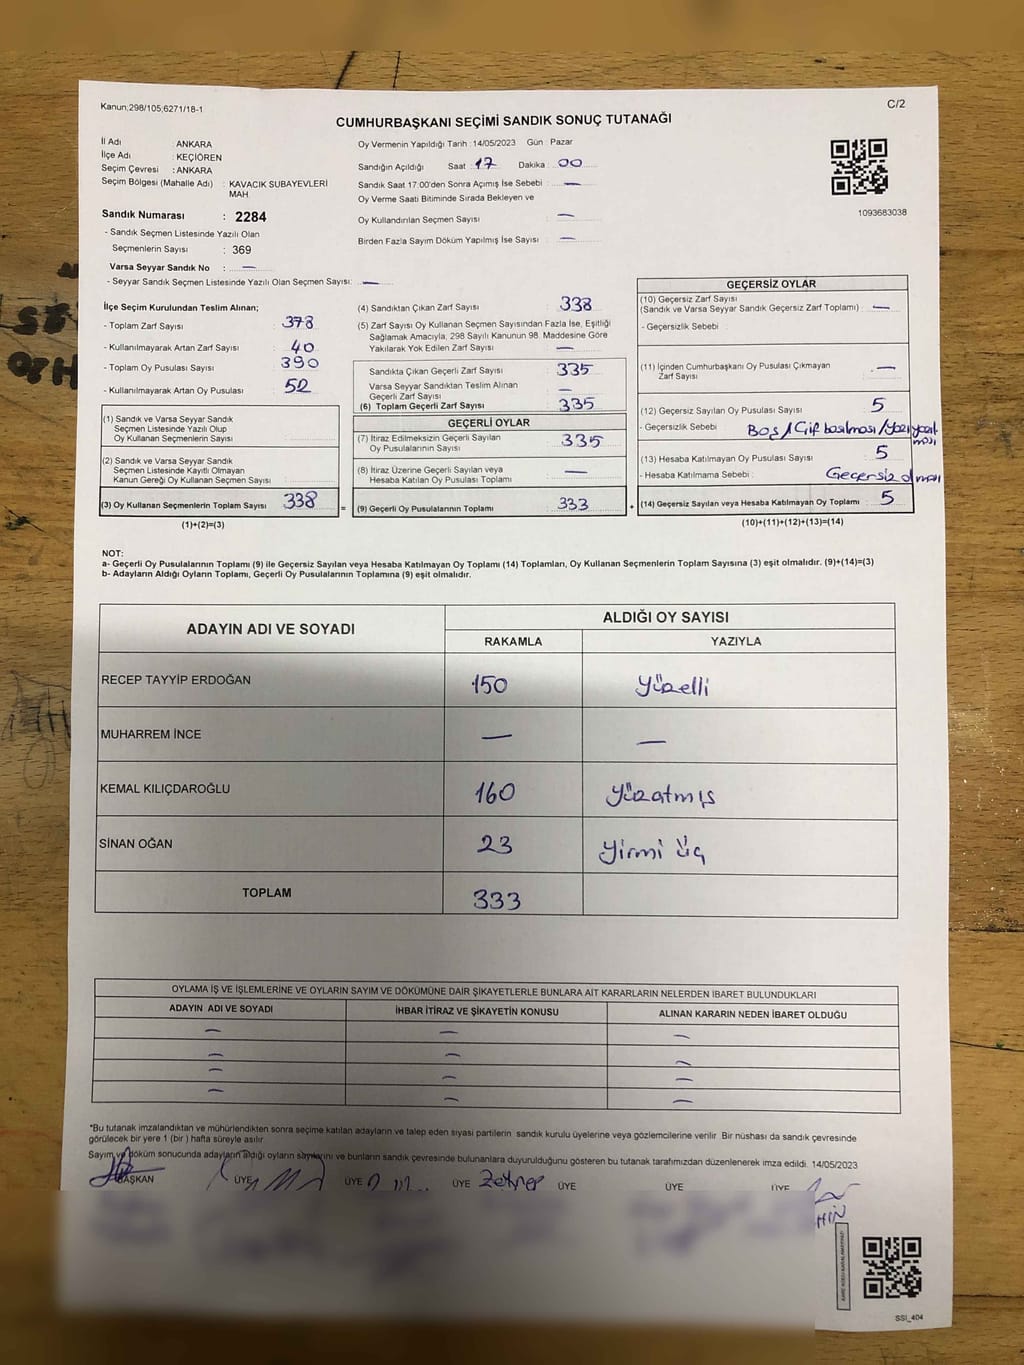 Kanun;298/105;6271/18-1
C/2
CUMHURBAŞKANI SEÇİMİ SANDIK SONUÇ TUTANAĞI
İl Adı : ANKARA
İlçe Adı : KEÇİÖREN
Seçim Çevresi : ANKARA
Seçim Bölgesi (Mahalle Adı) : KAVACIK SUBAYEVLERİ
MAH
Sandık Numarası : 2284
- Sandık Seçmen Listesinde Yazılı Olan
Seçmenlerin Sayısı : 369
Varsa Seyyar Sandık No : —
- Seyyar Sandık Seçmen Listesinde Yazılı Olan Seçmen Sayısı: —
Oy Vermenin Yapıldığı Tarih : 14/05/2023 Gün : Pazar
Sandığın Açıldığı Saat : 17 Dakika : 00
Sandık Saat 17:00'den Sonra Açımış İse Sebebi : —
Oy Verme Saati Bitiminde Sırada Bekleyen ve
Oy Kullandırılan Seçmen Sayısı : —
Birden Fazla Sayım Döküm Yapılmış İse Sayısı : —
1093683038
İlçe Seçim Kurulundan Teslim Alınan;
- Toplam Zarf Sayısı : 378
- Kullanılmayarak Artan Zarf Sayısı : 40
- Toplam Oy Pusulası Sayısı : 390
- Kullanılmayarak Artan Oy Pusulası : 52
(1) Sandık ve Varsa Seyyar Sandık
Seçmen Listesinde Yazılı Olup
Oy Kullanan Seçmenlerin Sayısı :
(2) Sandık ve Varsa Seyyar Sandık
Seçmen Listesinde Kayıtlı Olmayan
Kanun Gereği Oy Kullanan Seçmen Sayısı :
(3) Oy Kullanan Seçmenlerin Toplam Sayısı : 338
(1)+(2)=(3)
=
(4) Sandıktan Çıkan Zarf Sayısı : 338
(5) Zarf Sayısı Oy Kullanan Seçmen Sayısından Fazla İse, Eşitliği
Sağlamak Amacıyla, 298 Sayılı Kanunun 98. Maddesine Göre
Yakılarak Yok Edilen Zarf Sayısı : —
Sandıkta Çıkan Geçerli Zarf Sayısı : 335
Varsa Seyyar Sandıktan Teslim Alınan
Geçerli Zarf Sayısı : —
(6) Toplam Geçerli Zarf Sayısı : 335
GEÇERLİ OYLAR
(7) İtiraz Edilmeksizin Geçerli Sayılan
Oy Pusulalarının Sayısı : 335
(8) İtiraz Üzerine Geçerli Sayılan veya
Hesaba Katılan Oy Pusulası Toplamı : —
(9) Geçerli Oy Pusulalarının Toplamı : 333
+
GEÇERSİZ OYLAR
(10) Geçersiz Zarf Sayısı
(Sandık ve Varsa Seyyar Sandık Geçersiz Zarf Toplamı) : —
- Geçersizlik Sebebi :
(11) İçinden Cumhurbaşkanı Oy Pusulası Çıkmayan
Zarf Sayısı : —
(12) Geçersiz Sayılan Oy Pusulası Sayısı : 5
- Geçersizlik Sebebi : Boş/Çif basılması/Yazı yazıl
ması
(13) Hesaba Katılmayan Oy Pusulası Sayısı : 5
- Hesaba Katılmama Sebebi : Geçersiz olması
(14) Geçersiz Sayılan veya Hesaba Katılmayan Oy Toplamı : 5
(10)+(11)+(12)+(13)=(14)
NOT:
a- Geçerli Oy Pusulalarının Toplamı (9) ile Geçersiz Sayılan veya Hesaba Katılmayan Oy Toplamı (14) Toplamları, Oy Kullanan Seçmenlerin Toplam Sayısına (3) eşit olmalıdır. (9)+(14)=(3)
b- Adayların Aldığı Oyların Toplamı, Geçerli Oy Pusulalarının Toplamına (9) eşit olmalıdır.
ADAYIN ADI VE SOYADI ALDIĞI OY SAYISI
RAKAMLA YAZIYLA
RECEP TAYYİP ERDOĞAN 150 yüzelli
MUHARREM İNCE — —
KEMAL KILIÇDAROĞLU 160 yüzatmış
SİNAN OĞAN 23 yirmi üç
TOPLAM 333
OYLAMA İŞ VE İŞLEMLERİNE VE OYLARIN SAYIM VE DÖKÜMÜNE DAİR ŞİKAYETLERLE BUNLARA AİT KARARLARIN NELERDEN İBARET BULUNDUKLARI
ADAYIN ADI VE SOYADI İHBAR İTİRAZ VE ŞİKAYETİN KONUSU ALINAN KARARIN NEDEN İBARET OLDUĞU
— — —
— — —
— — —
— — —
*Bu tutanak imzalandıktan ve mühürlendikten sonra seçime katılan adayların ve talep eden siyasi partilerin sandık kurulu üyelerine veya gözlemcilerine verilir. Bir nüshası da sandık çevresinde
görülecek bir yere 1 (bir ) hafta süreyle asılır.
Sayım ve döküm sonucunda adayların aldığı oyların sayılarını ve bunların sandık çevresinde bulunanlara duyurulduğunu gösteren bu tutanak tarafımızdan düzenlenerek imza edildi. 14/05/2023
BAŞKAN ÜYE ÜYE ÜYE Zehner ÜYE ÜYE ÜYE
HİN
SSI_404